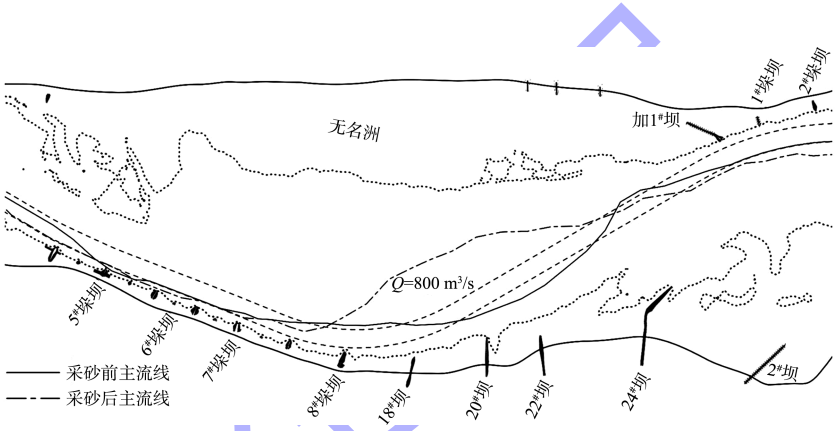 2#垛坝
1#垛坝
加1#坝
无名洲
Q=800 m³/s
5#垛坝
6#垛坝
7#垛坝
8#垛坝
18#坝
20#坝
22#坝
24#坝
2#坝
采砂前主流线
采砂后主流线